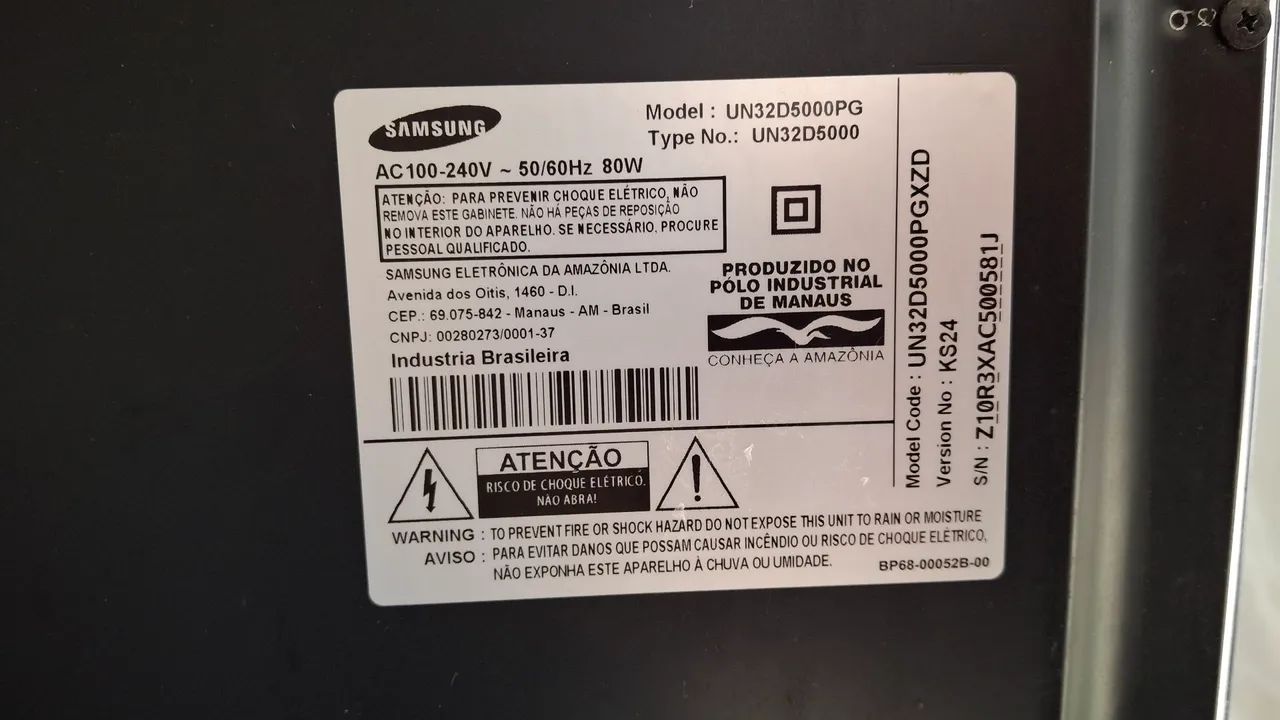 SAMSUNG
Model : UN32D5000PG
Type No.: UN32D5000
AC100-240V ~ 50/60Hz 80W
ATENÇÃO: PARA PREVENIR CHOQUE ELÉTRICO, NÃO
REMOVA ESTE GABINETE. NÃO HÁ PEÇAS DE REPOSIÇÃO
NO INTERIOR DO APARELHO. SE NECESSÁRIO, PROCURE
PESSOAL QUALIFICADO.
SAMSUNG ELETRÔNICA DA AMAZÔNIA LTDA.
Avenida dos Oitis, 1460 - D.I.
CEP.: 69.075-842 - Manaus - AM - Brasil
CNPJ: 00280273/0001-37
Industria Brasileira
PRODUZIDO NO
PÓLO INDUSTRIAL
DE MANAUS
CONHEÇA A AMAZÔNIA
Model Code : UN32D5000PGXZD
Version No : KS24
S/N : Z10R3XAC500581J
ATENÇÃO
RISCO DE CHOQUE ELÉTRICO.
NÃO ABRA!
WARNING : TO PREVENT FIRE OR SHOCK HAZARD DO NOT EXPOSE THIS UNIT TO RAIN OR MOISTURE
AVISO : PARA EVITAR DANOS QUE POSSAM CAUSAR INCÊNDIO OU RISCO DE CHOQUE ELÉTRICO,
NÃO EXPONHA ESTE APARELHO À CHUVA OU UMIDADE.
BP68-00052B-00